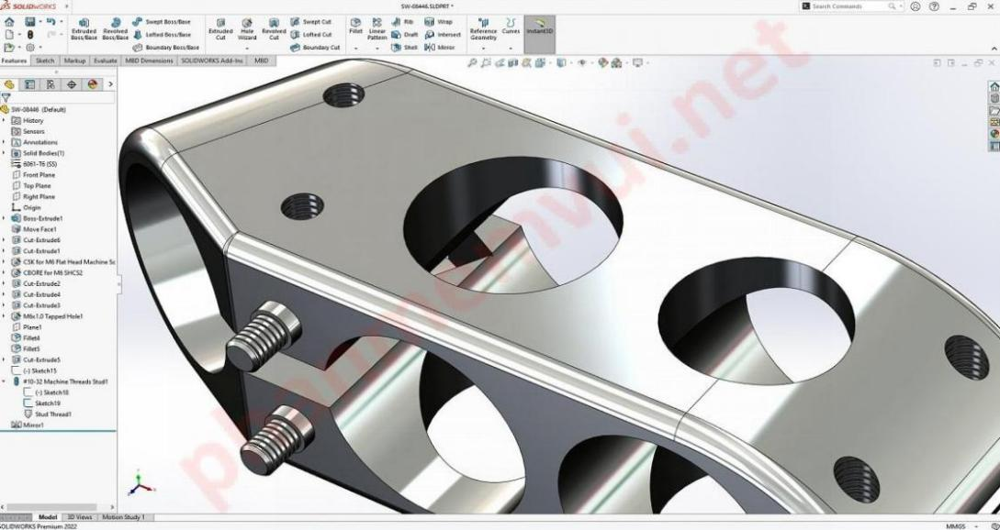 SOLIDWORKS
SW-08446.SLDPRT *
Search Commands
Extruded Boss/Base
Revolved Boss/Base
Swept Boss/Base
Lofted Boss/Base
Boundary Boss/Base
Extruded Cut
Hole Wizard
Revolved Cut
Swept Cut
Lofted Cut
Boundary Cut
Fillet
Linear Pattern
Rib
Draft
Shell
Wrap
Intersect
Mirror
Reference Geometry
Curves
Instant3D
Features Sketch Markup Evaluate MBD Dimensions SOLIDWORKS Add-Ins MBD
SW-08446 (Default)
History
Sensors
Annotations
Solid Bodies(1)
6061-T6 (SS)
Front Plane
Top Plane
Right Plane
Origin
Boss-Extrude1
Move Face1
Cut-Extrude6
Cut-Extrude1
CSK for M6 Flat Head Machine Sc
CBORE for M6 SHCS2
Cut-Extrude2
Cut-Extrude4
Cut-Extrude3
M6x1.0 Tapped Hole1
Plane1
Fillet4
Fillet5
Cut-Extrude5
(-) Sketch15
#10-32 Machine Threads Stud1
(-) Sketch18
Sketch19
Stud Thread1
Mirror1
phanmemvui.net
Model 3D Views Motion Study 1
SOLIDWORKS Premium 2022
MMGS